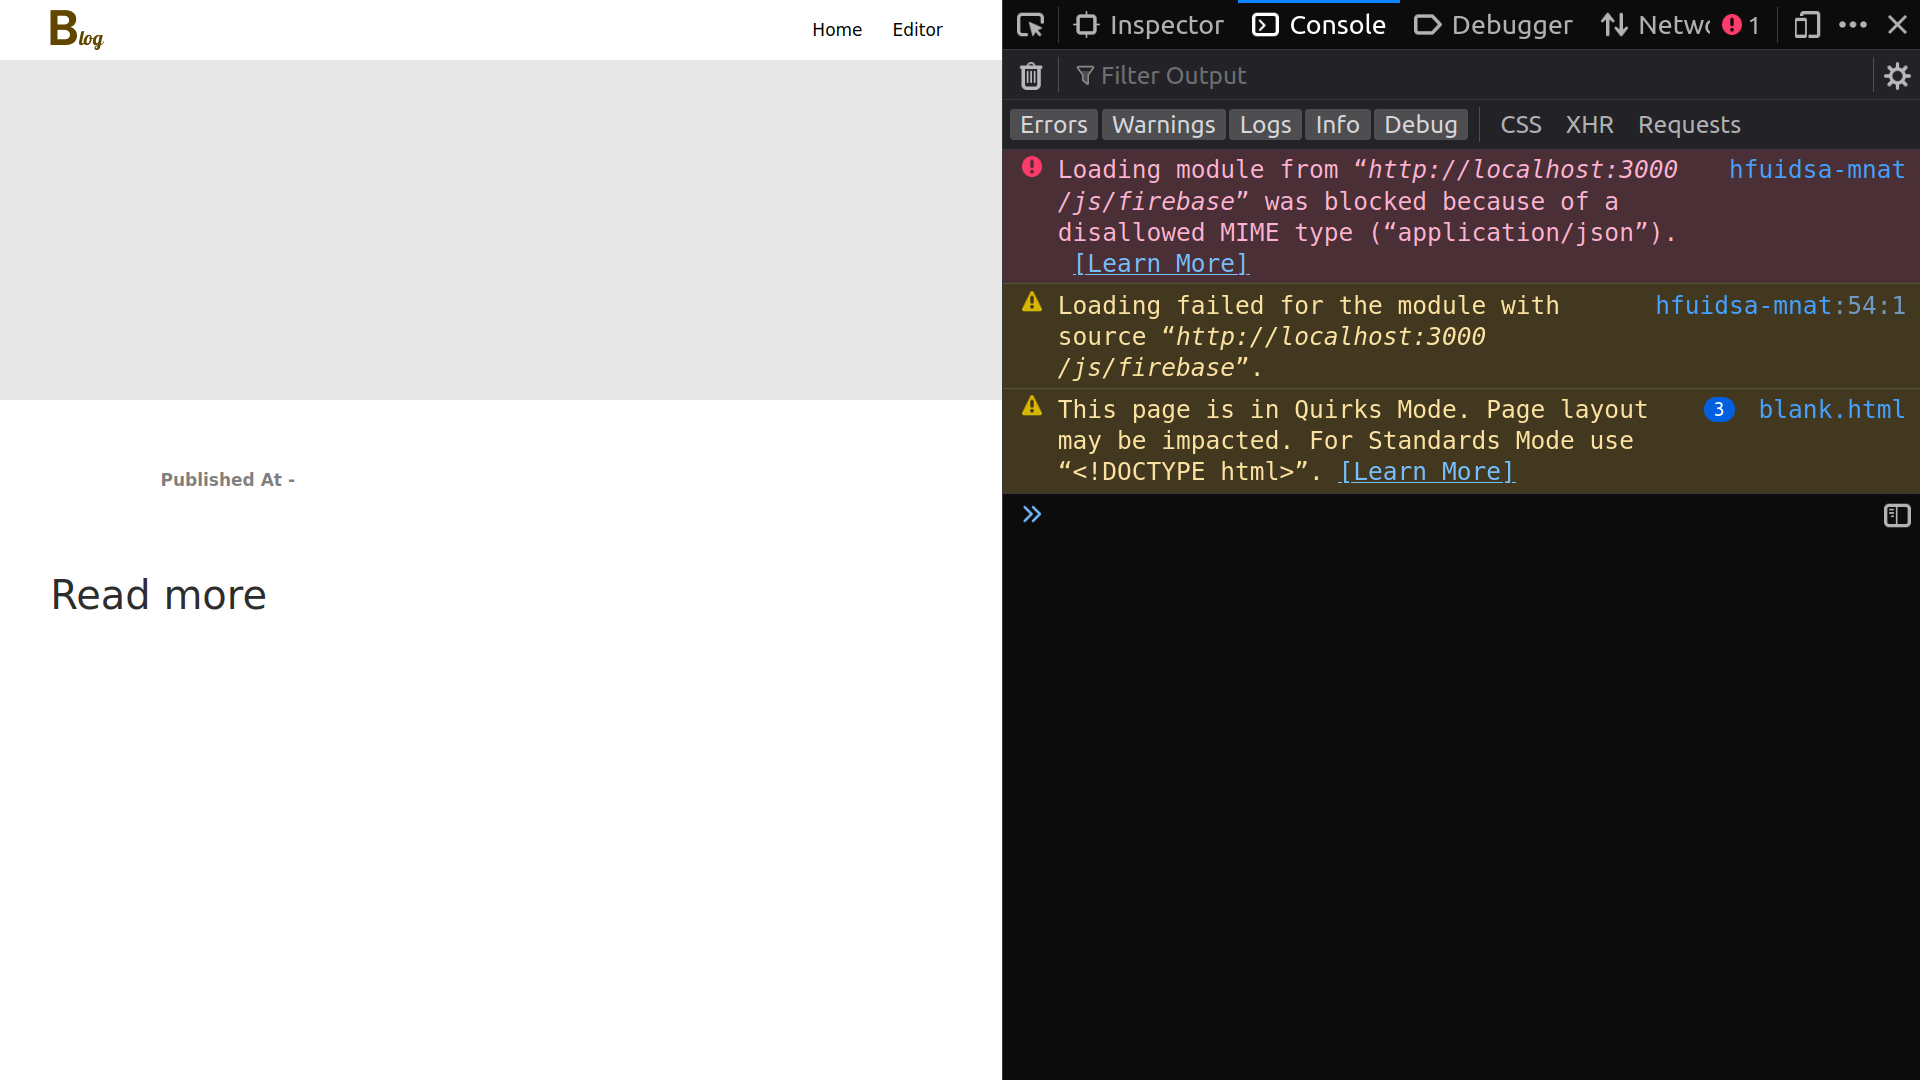 Blog
Home Editor
Published At -
Read more
Inspector Console Debugger Netwo 1
Filter Output
Errors Warnings Logs Info Debug CSS XHR Requests
Loading module from “http://localhost:3000 hfuidsa-mnat
/js/firebase” was blocked because of a
disallowed MIME type (“application/json”).
[Learn More]
Loading failed for the module with hfuidsa-mnat:54:1
source “http://localhost:3000
/js/firebase”.
This page is in Quirks Mode. Page layout 3 blank.html
may be impacted. For Standards Mode use
“<!DOCTYPE html>”. [Learn More]